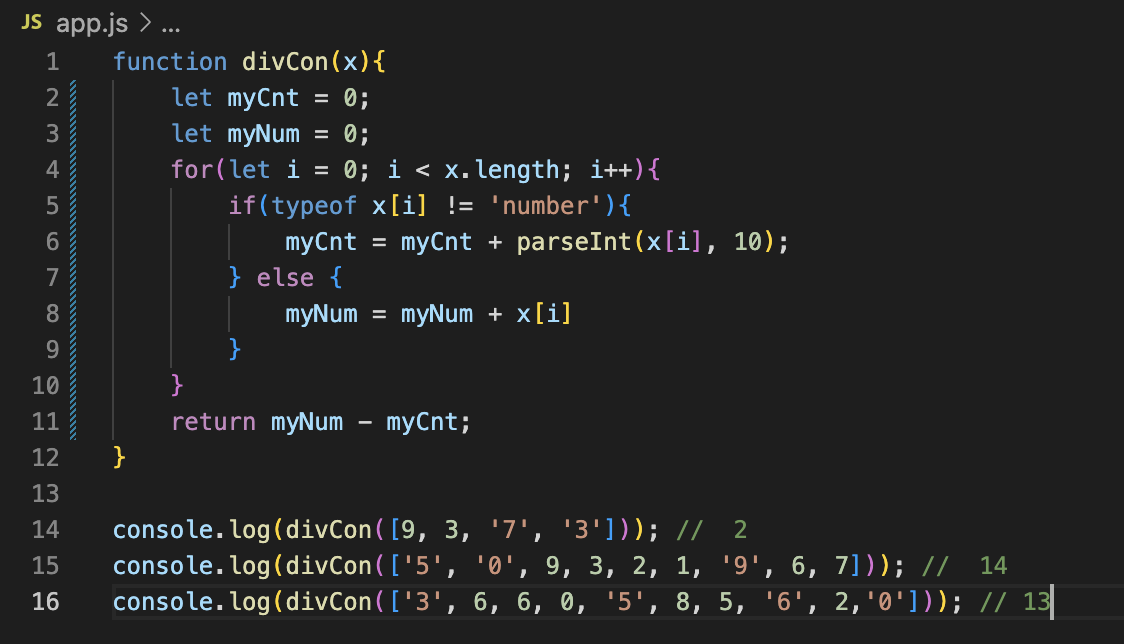 JS app.js > ...
1 function divCon(x){
2 let myCnt = 0;
3 let myNum = 0;
4 for(let i = 0; i < x.length; i++){
5 if(typeof x[i] != 'number'){
6 myCnt = myCnt + parseInt(x[i], 10);
7 } else {
8 myNum = myNum + x[i]
9 }
10 }
11 return myNum - myCnt;
12 }
13
14 console.log(divCon([9, 3, '7', '3'])); //  2
15 console.log(divCon(['5', '0', 9, 3, 2, 1, '9', 6, 7])); //  14
16 console.log(divCon(['3', 6, 6, 0, '5', 8, 5, '6', 2,'0'])); // 13